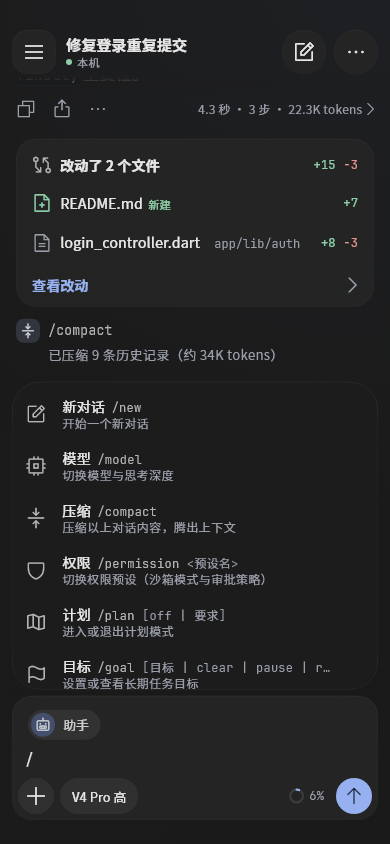 修复登录重复提交
本机
4.3 秒 · 3 步 · 22.3K tokens
改动了 2 个文件 +15 -3
README.md 新建 +7
login_controller.dart app/lib/auth +8 -3
查看改动
/compact
已压缩 9 条历史记录（约 34K tokens）
新对话 /new
开始一个新对话
模型 /model
切换模型与思考深度
压缩 /compact
压缩以上对话内容，腾出上下文
权限 /permission <预设名>
切换权限预设（沙箱模式与审批策略）
计划 /plan [off | 要求]
进入或退出计划模式
目标 /goal [目标 | clear | pause | r…
设置或查看长期任务目标
助手
/
V4 Pro 高 6%